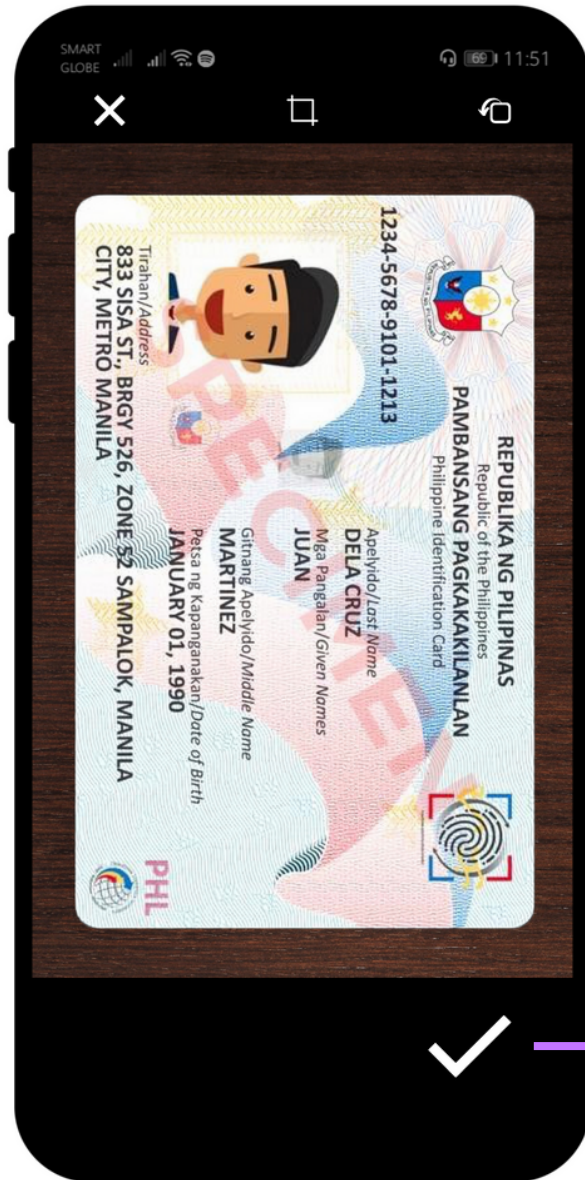 SMART
GLOBE
69
11:51
REPUBLIKA NG PILIPINAS
Republic of the Philippines
PAMBANSANG PAGKAKAKILANLAN
Philippine Identification Card
1234-5678-9101-1213
Apelyido/Last Name
DELA CRUZ
Mga Pangalan/Given Names
JUAN
Gitnang Apelyido/Middle Name
MARTINEZ
Petsa ng Kapanganakan/Date of Birth
JANUARY 01, 1990
Tirahan/Address
833 SISA ST., BRGY 526, ZONE 52 SAMPALOK, MANILA
CITY, METRO MANILA
SPECIMEN
PHL